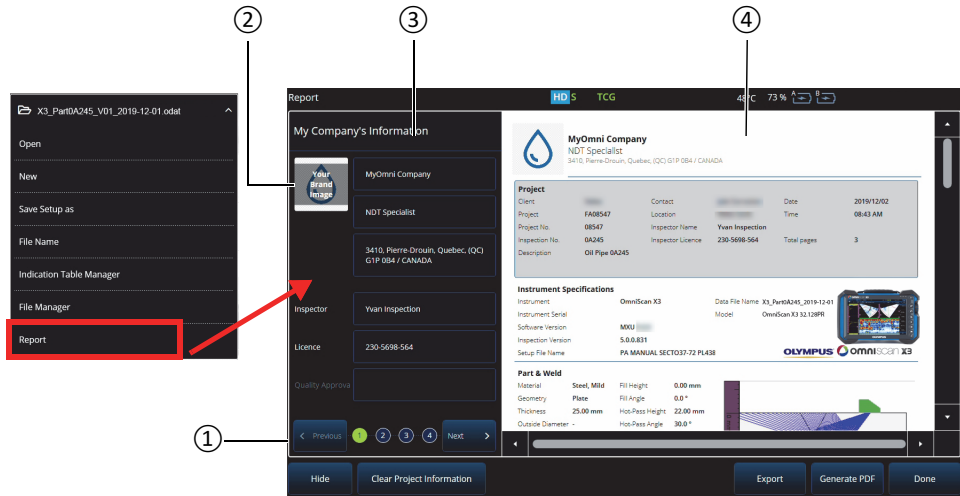 ②
③
④
X3_Part0A245_V01_2019-12-01.odat
Open
New
Save Setup as
File Name
Indication Table Manager
File Manager
Report
①
Report HD S TCG 48°C 73 % A B
My Company's Information
Your
Brand
Image
MyOmni Company
NDT Specialist
3410, Pierre-Drouin, Quebec, (QC)
G1P 0B4 / CANADA
Inspector Yvan Inspection
Licence 230-5698-564
Quality Approva
< Previous 1 2 3 4 Next >
MyOmni Company
NDT Specialist
3410, Pierre-Drouin, Quebec, (QC) G1P 0B4 / CANADA
Project
Client Contact Date 2019/12/02
Project FA08547 Location Time 08:43 AM
Project No. 08547 Inspector Name Yvan Inspection
Inspection No. 0A245 Inspector Licence 230-5698-564 Total pages 3
Description Oil Pipe 0A245
Instrument Specifications
Instrument OmniScan X3 Data File Name X3_Part0A245_2019-12-01
Instrument Serial Model OmniScan X3 32.128PR
Software Version MXU
Inspection Version 5.0.0.831
Setup File Name PA MANUAL SECTO37-72 PL438 OLYMPUS omniscan X3
Part & Weld
Material Steel, Mild Fill Height 0.00 mm
Geometry Plate Fill Angle 0.0 °
Thickness 25.00 mm Hot-Pass Height 22.00 mm
Outside Diameter - Hot-Pass Angle 30.0 °
Hide Clear Project Information Export Generate PDF Done